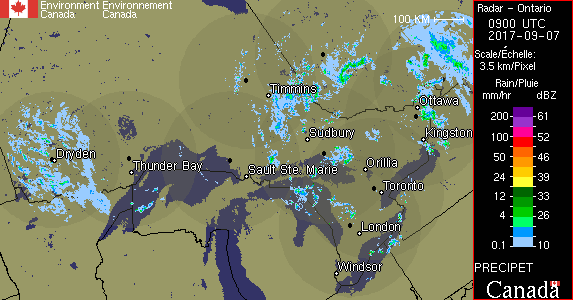 Environment Environnement
Canada Canada
100 KM
Timmins
Ottawa
Sudbury
Kingston
Dryden
Thunder Bay
Sault Ste. Marie
Orillia
Toronto
London
Windsor
Radar - Ontario
0900 UTC
2017-09-07
Scale/Échelle:
3.5 km/Pixel
Rain/Pluie
mm/hr dBZ
200 61
100 52
50 46
24 39
12 33
4 26
0.1 10
PRECIPET
Canada